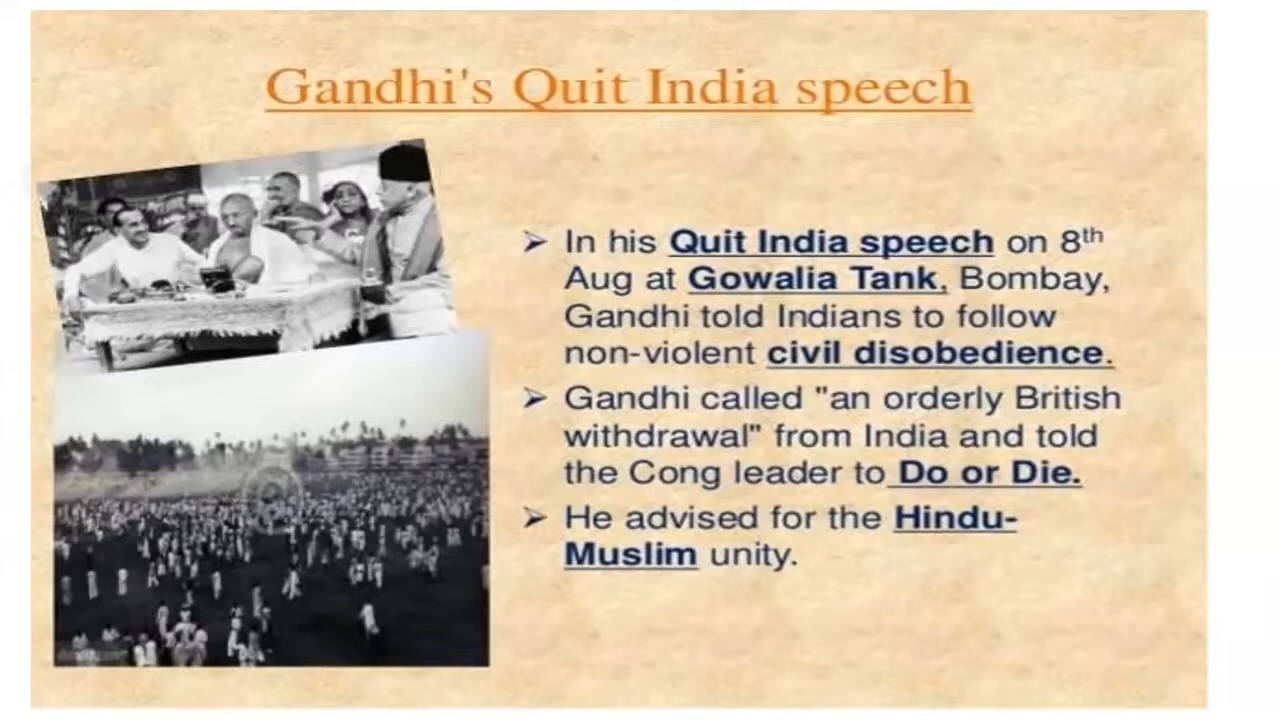 Gandhi's Quit India speech
➢ In his Quit India speech on 8th
Aug at Gowalia Tank, Bombay,
Gandhi told Indians to follow
non-violent civil disobedience.
➢ Gandhi called "an orderly British
withdrawal" from India and told
the Cong leader to Do or Die.
➢ He advised for the Hindu-
Muslim unity.